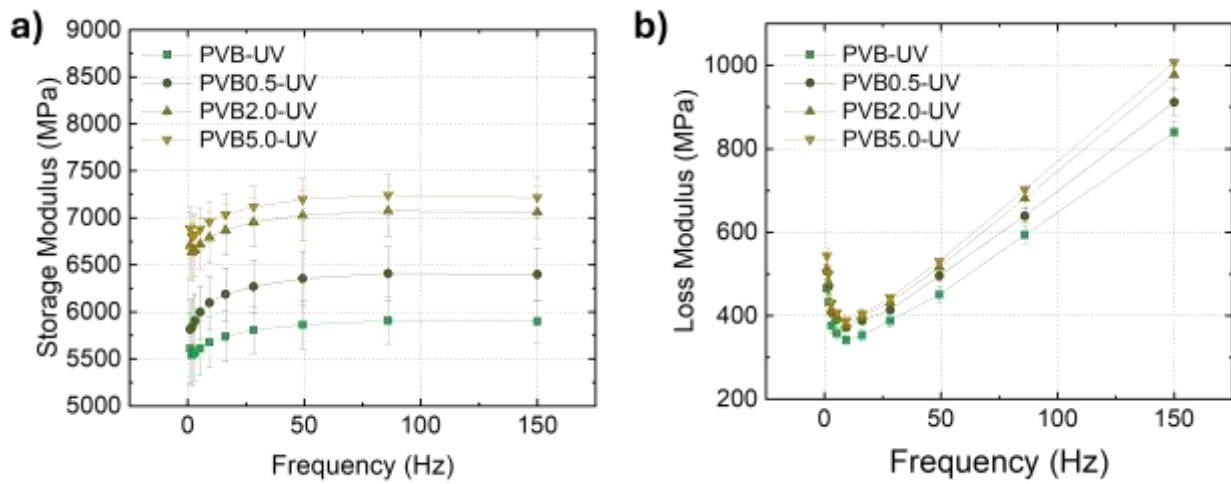 a)
Storage Modulus (MPa)
9000
8500
8000
7500
7000
6500
6000
5500
5000
PVB-UV
PVB0.5-UV
PVB2.0-UV
PVB5.0-UV
0 50 100 150
Frequency (Hz)
b)
Loss Modulus (MPa)
1000
800
600
400
200
PVB-UV
PVB0.5-UV
PVB2.0-UV
PVB5.0-UV
0 50 100 150
Frequency (Hz)